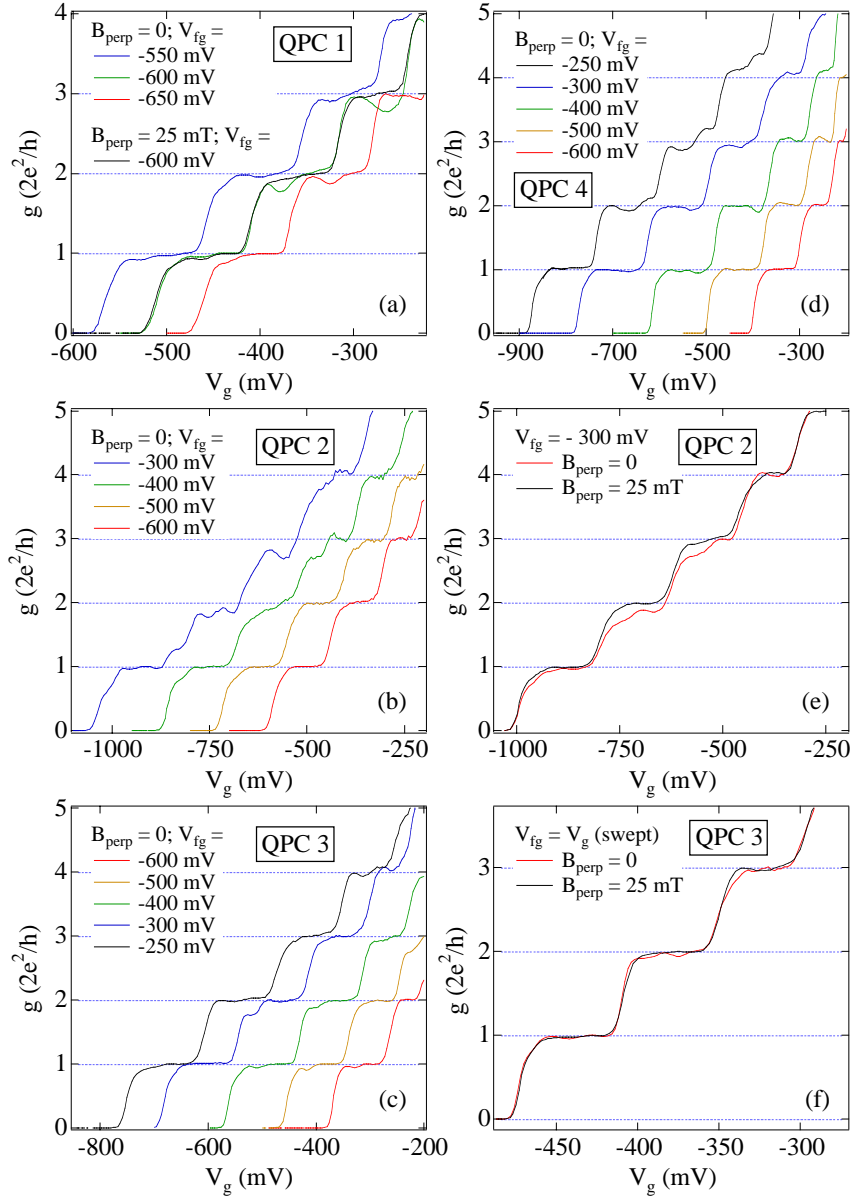 4
3
2
1
0
g (2e²/h)
B_perp = 0; V_fg =
-550 mV
-600 mV
-650 mV
B_perp = 25 mT; V_fg =
-600 mV
QPC 1
(a)
-600
-500
-400
-300
V_g (mV)
5
4
3
2
1
0
g (2e²/h)
B_perp = 0; V_fg =
-250 mV
-300 mV
-400 mV
-500 mV
-600 mV
QPC 4
(d)
-900
-700
-500
-300
V_g (mV)
5
4
3
2
1
0
g (2e²/h)
B_perp = 0; V_fg =
-300 mV
-400 mV
-500 mV
-600 mV
QPC 2
(b)
-1000
-750
-500
-250
V_g (mV)
5
4
3
2
1
0
g (2e²/h)
V_fg = - 300 mV
B_perp = 0
B_perp = 25 mT
QPC 2
(e)
-1000
-750
-500
-250
V_g (mV)
5
4
3
2
1
0
g (2e²/h)
B_perp = 0; V_fg =
-600 mV
-500 mV
-400 mV
-300 mV
-250 mV
QPC 3
(c)
-800
-600
-400
-200
V_g (mV)
3
2
1
0
g (2e²/h)
V_fg = V_g (swept)
B_perp = 0
B_perp = 25 mT
QPC 3
(f)
-450
-400
-350
-300
V_g (mV)